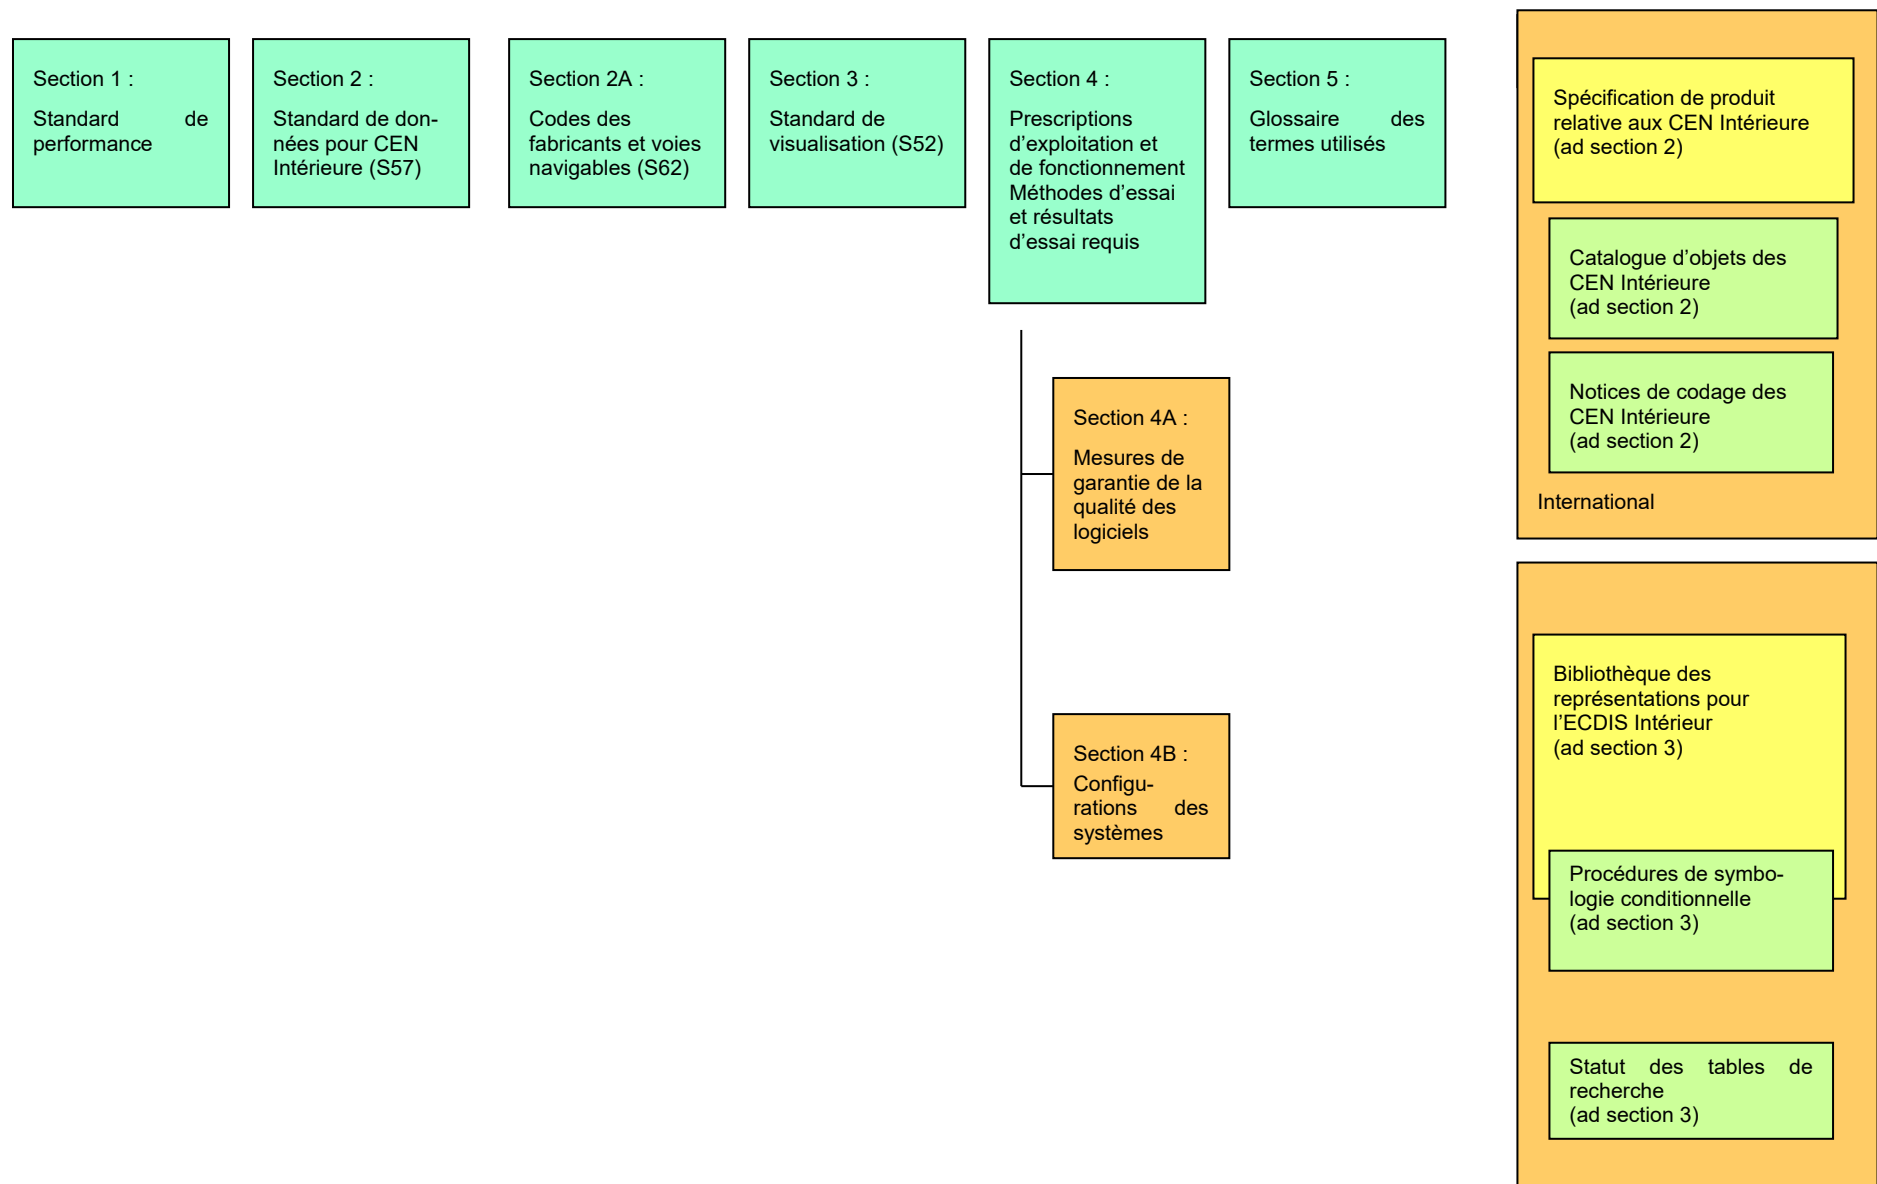 Section 1 :
Standard de
performance
Section 2 :
Standard de don-
nées pour CEN
Intérieure (S57)
Section 2A :
Codes des
fabricants et voies
navigables (S62)
Section 3 :
Standard de
visualisation (S52)
Section 4 :
Prescriptions
d’exploitation et
de fonctionnement
Méthodes d’essai
et résultats
d’essai requis
Section 5 :
Glossaire des
termes utilisés
Section 4A :
Mesures de
garantie de la
qualité des
logiciels
Section 4B :
Configu-
rations des
systèmes
Spécification de produit
relative aux CEN Intérieure
(ad section 2)
Catalogue d’objets des
CEN Intérieure
(ad section 2)
Notices de codage des
CEN Intérieure
(ad section 2)
International
Bibliothèque des
représentations pour
l’ECDIS Intérieur
(ad section 3)
Procédures de symbo-
logie conditionnelle
(ad section 3)
Statut des tables de
recherche
(ad section 3)